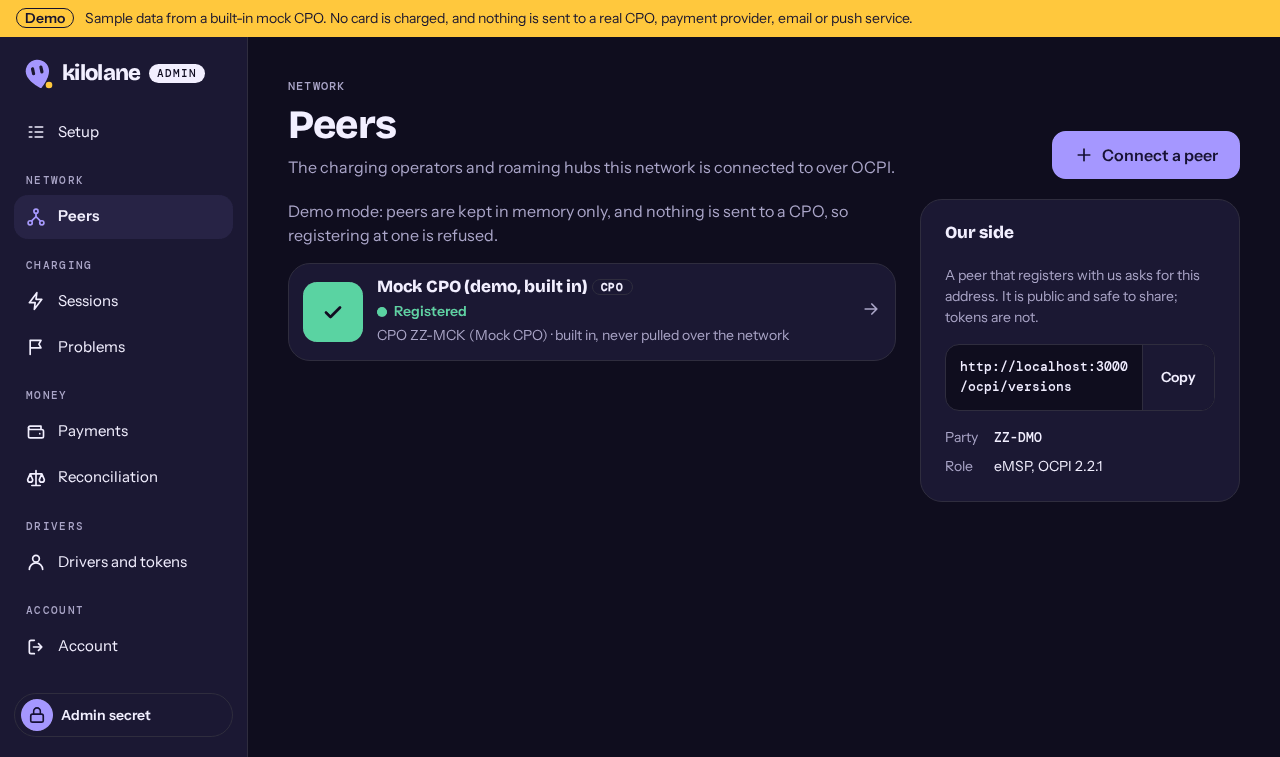 Demo Sample data from a built-in mock CPO. No card is charged, and nothing is sent to a real CPO, payment provider, email or push service.
kilolane ADMIN
Setup
NETWORK
Peers
CHARGING
Sessions
Problems
MONEY
Payments
Reconciliation
DRIVERS
Drivers and tokens
ACCOUNT
Account
Admin secret
NETWORK
Peers
The charging operators and roaming hubs this network is connected to over OCPI.
Connect a peer
Demo mode: peers are kept in memory only, and nothing is sent to a CPO, so
registering at one is refused.
Mock CPO (demo, built in) CPO
Registered
CPO ZZ-MCK (Mock CPO) · built in, never pulled over the network
Our side
A peer that registers with us asks for this
address. It is public and safe to share;
tokens are not.
http://localhost:3000
/ocpi/versions
Copy
Party ZZ-DMO
Role eMSP, OCPI 2.2.1